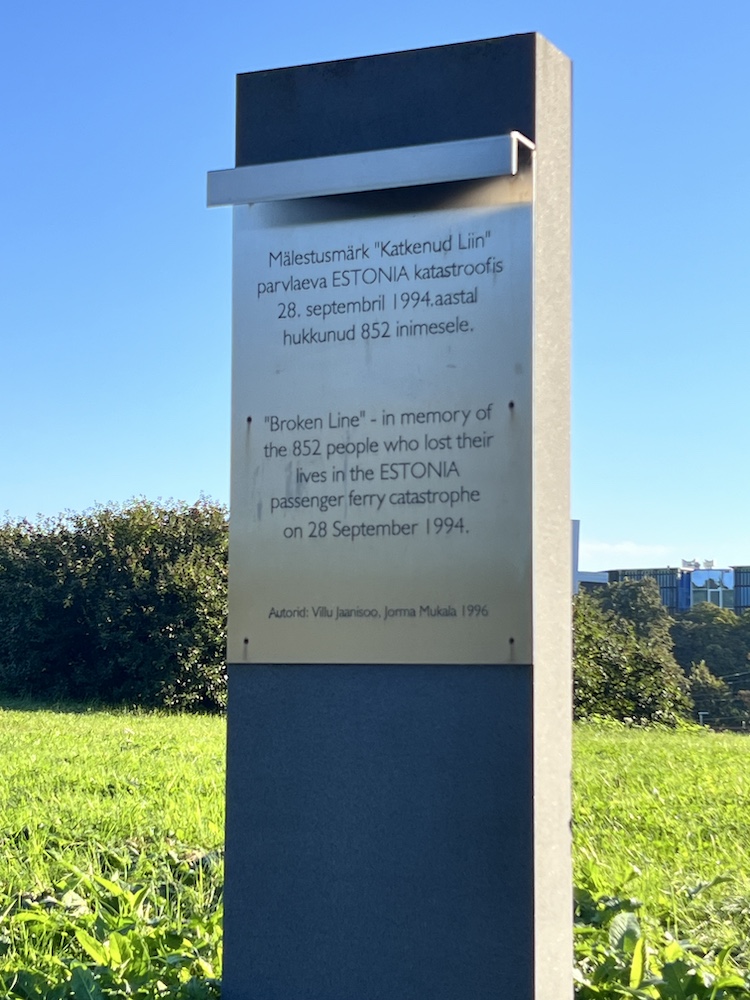 Mälestusmärk "Katkenud Liin"
parvlaeva ESTONIA katastroofis
28. septembril 1994.aastal
hukkunud 852 inimesele.
"Broken Line" - in memory of
the 852 people who lost their
lives in the ESTONIA
passenger ferry catastrophe
on 28 September 1994.
Autorid: Villu Jaanisoo, Jorma Mukala 1996